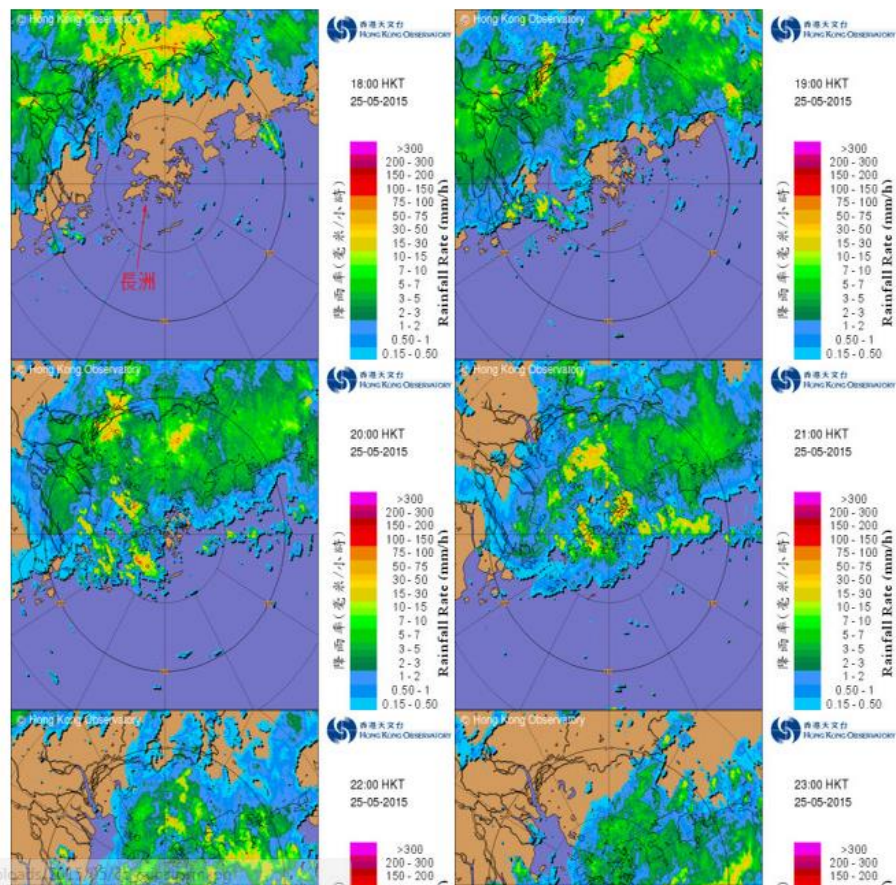 © Hong Kong Observatory
香港天文台
HONG KONG OBSERVATORY
18:00 HKT
25-05-2015
長洲
>300
200 - 300
150 - 200
100 - 150
75 - 100
50 - 75
30 - 50
15 - 30
10 - 15
7 - 10
5 - 7
3 - 5
2 - 3
1 - 2
0.50 - 1
0.15 - 0.50
降雨率(毫米/小時)
Rainfall Rate (mm/h)
© Hong Kong Observatory
香港天文台
HONG KONG OBSERVATORY
19:00 HKT
25-05-2015
>300
200 - 300
150 - 200
100 - 150
75 - 100
50 - 75
30 - 50
15 - 30
10 - 15
7 - 10
5 - 7
3 - 5
2 - 3
1 - 2
0.50 - 1
0.15 - 0.50
降雨率(毫米/小時)
Rainfall Rate (mm/h)
© Hong Kong Observatory
香港天文台
HONG KONG OBSERVATORY
20:00 HKT
25-05-2015
>300
200 - 300
150 - 200
100 - 150
75 - 100
50 - 75
30 - 50
15 - 30
10 - 15
7 - 10
5 - 7
3 - 5
2 - 3
1 - 2
0.50 - 1
0.15 - 0.50
降雨率(毫米/小時)
Rainfall Rate (mm/h)
© Hong Kong Observatory
香港天文台
HONG KONG OBSERVATORY
21:00 HKT
25-05-2015
>300
200 - 300
150 - 200
100 - 150
75 - 100
50 - 75
30 - 50
15 - 30
10 - 15
7 - 10
5 - 7
3 - 5
2 - 3
1 - 2
0.50 - 1
0.15 - 0.50
降雨率(毫米/小時)
Rainfall Rate (mm/h)
© Hong Kong Observatory
香港天文台
HONG KONG OBSERVATORY
22:00 HKT
25-05-2015
>300
200 - 300
150 - 200
© Hong Kong Observatory
香港天文台
HONG KONG OBSERVATORY
23:00 HKT
25-05-2015
>300
200 - 300
150 - 200